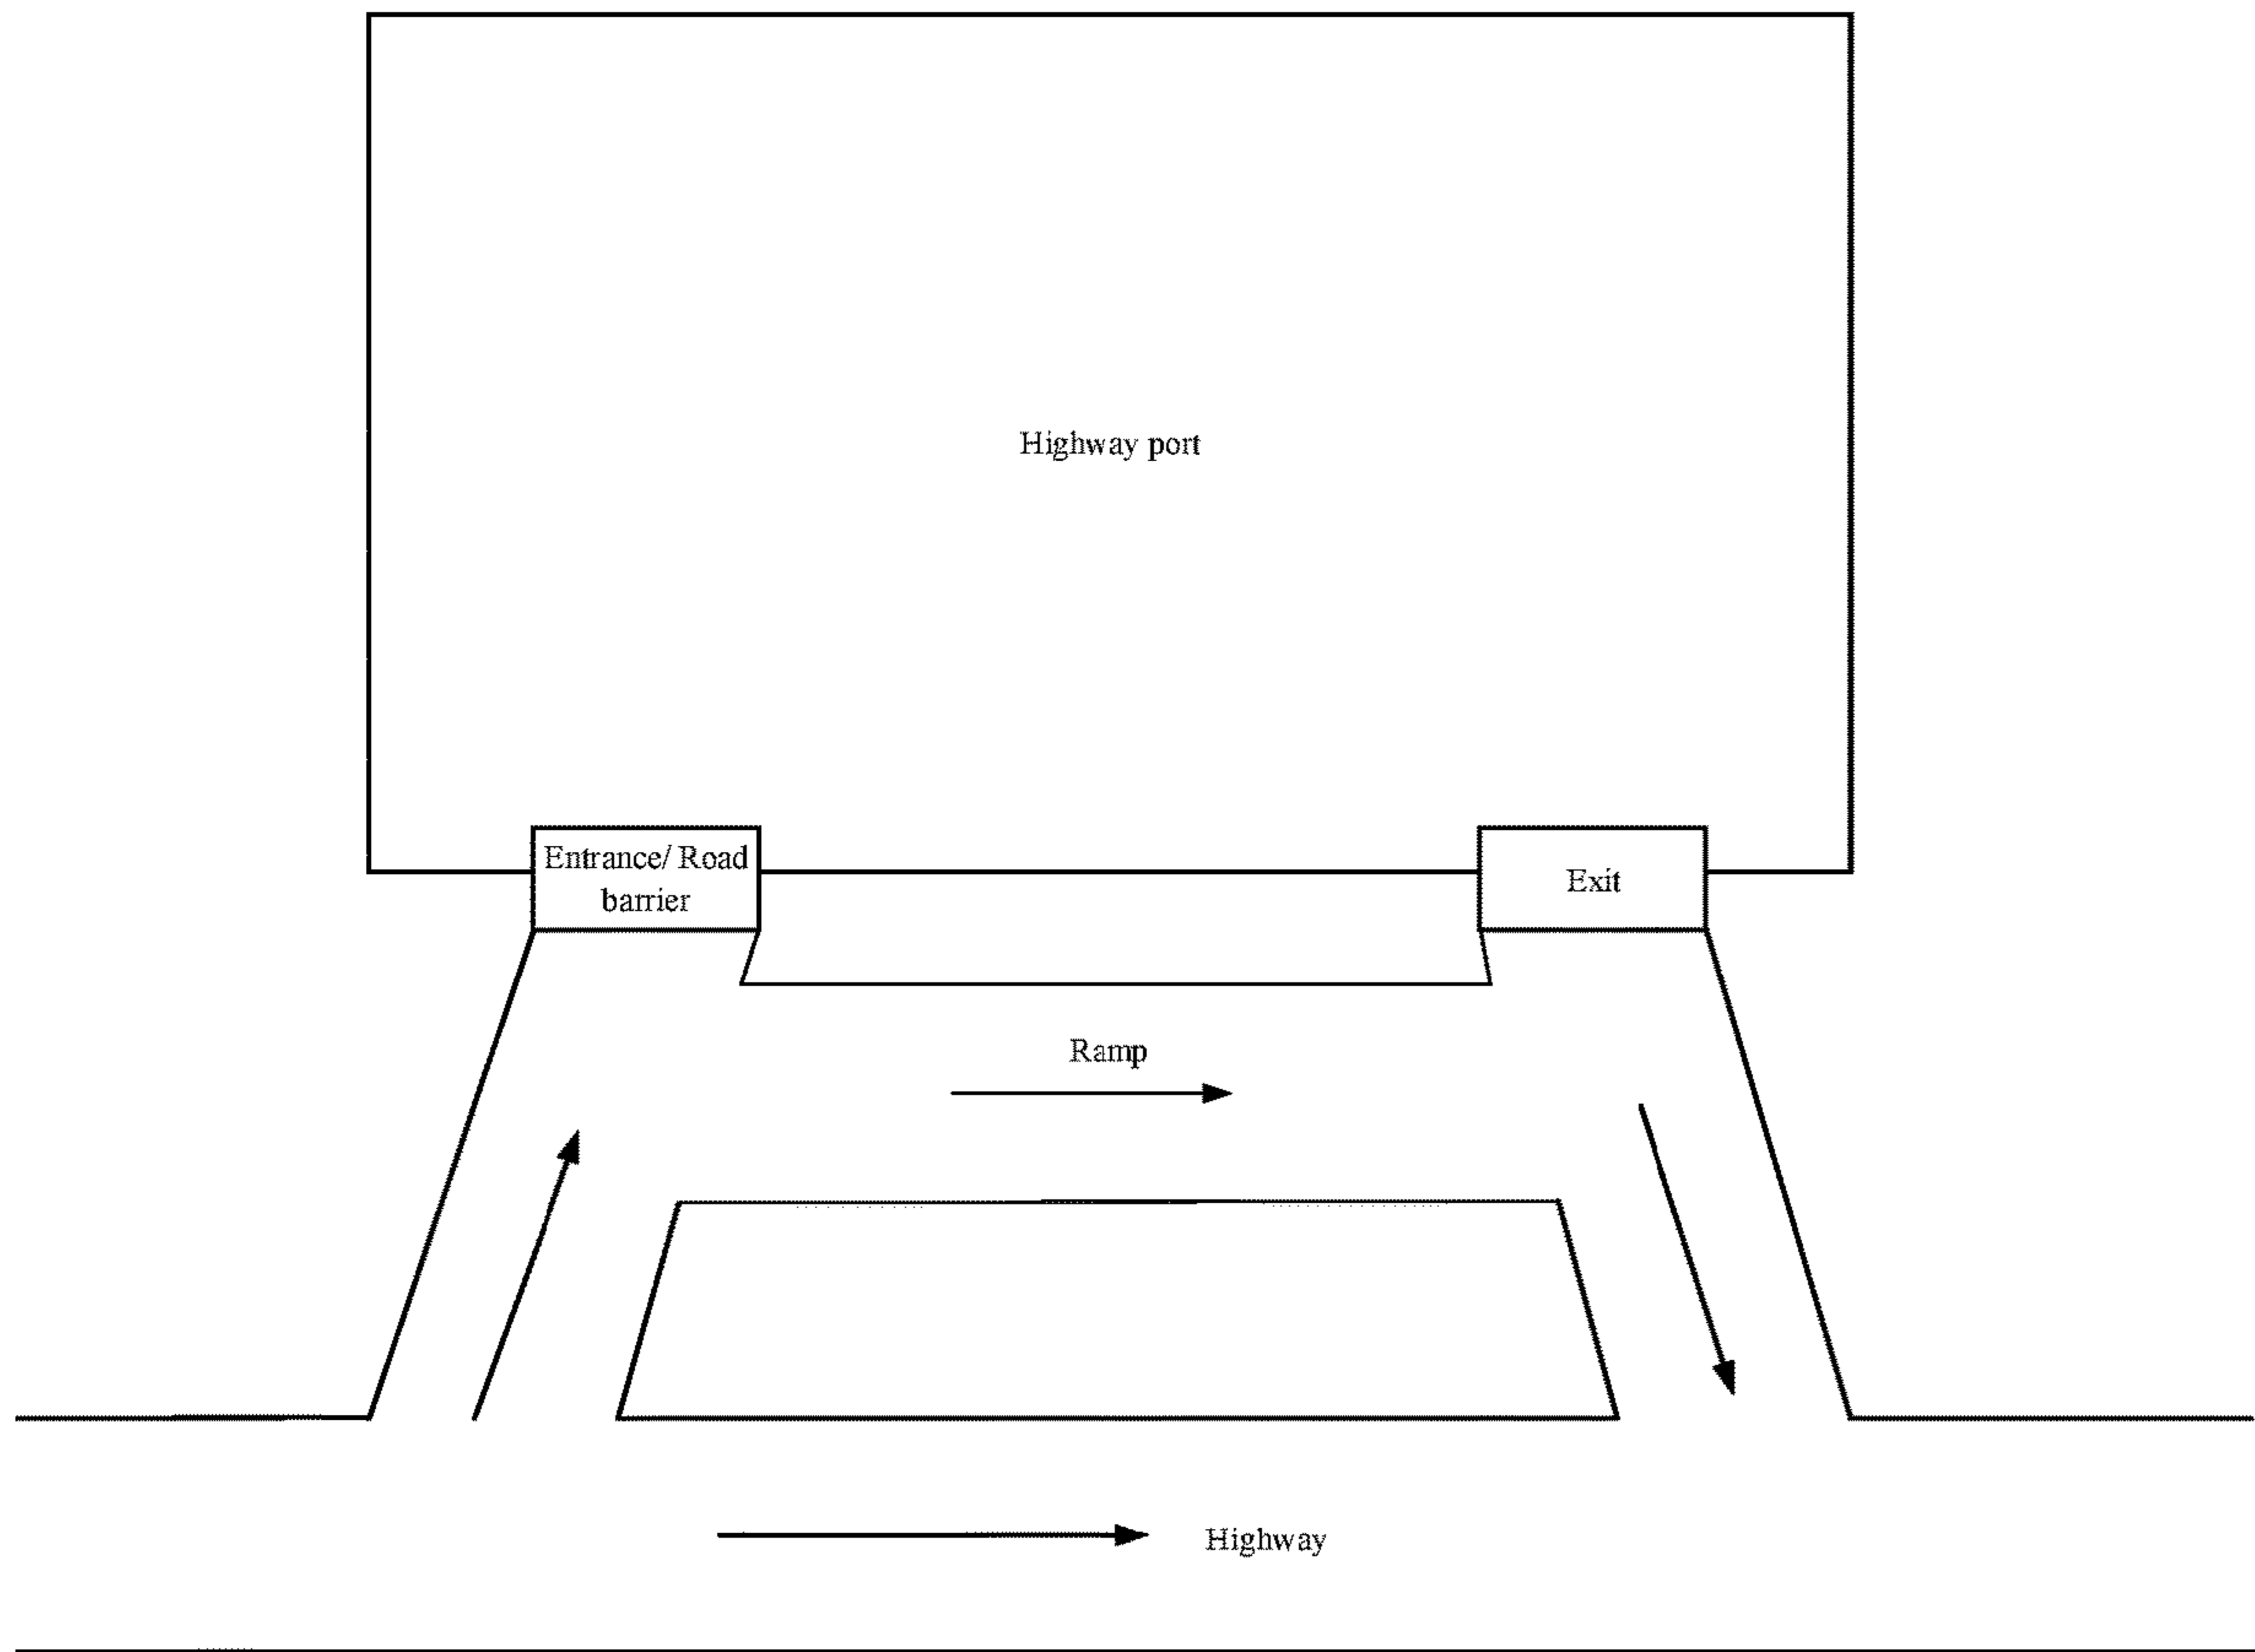 Highway port
Entrance/ Road
barrier
Exit
Ramp
Highway